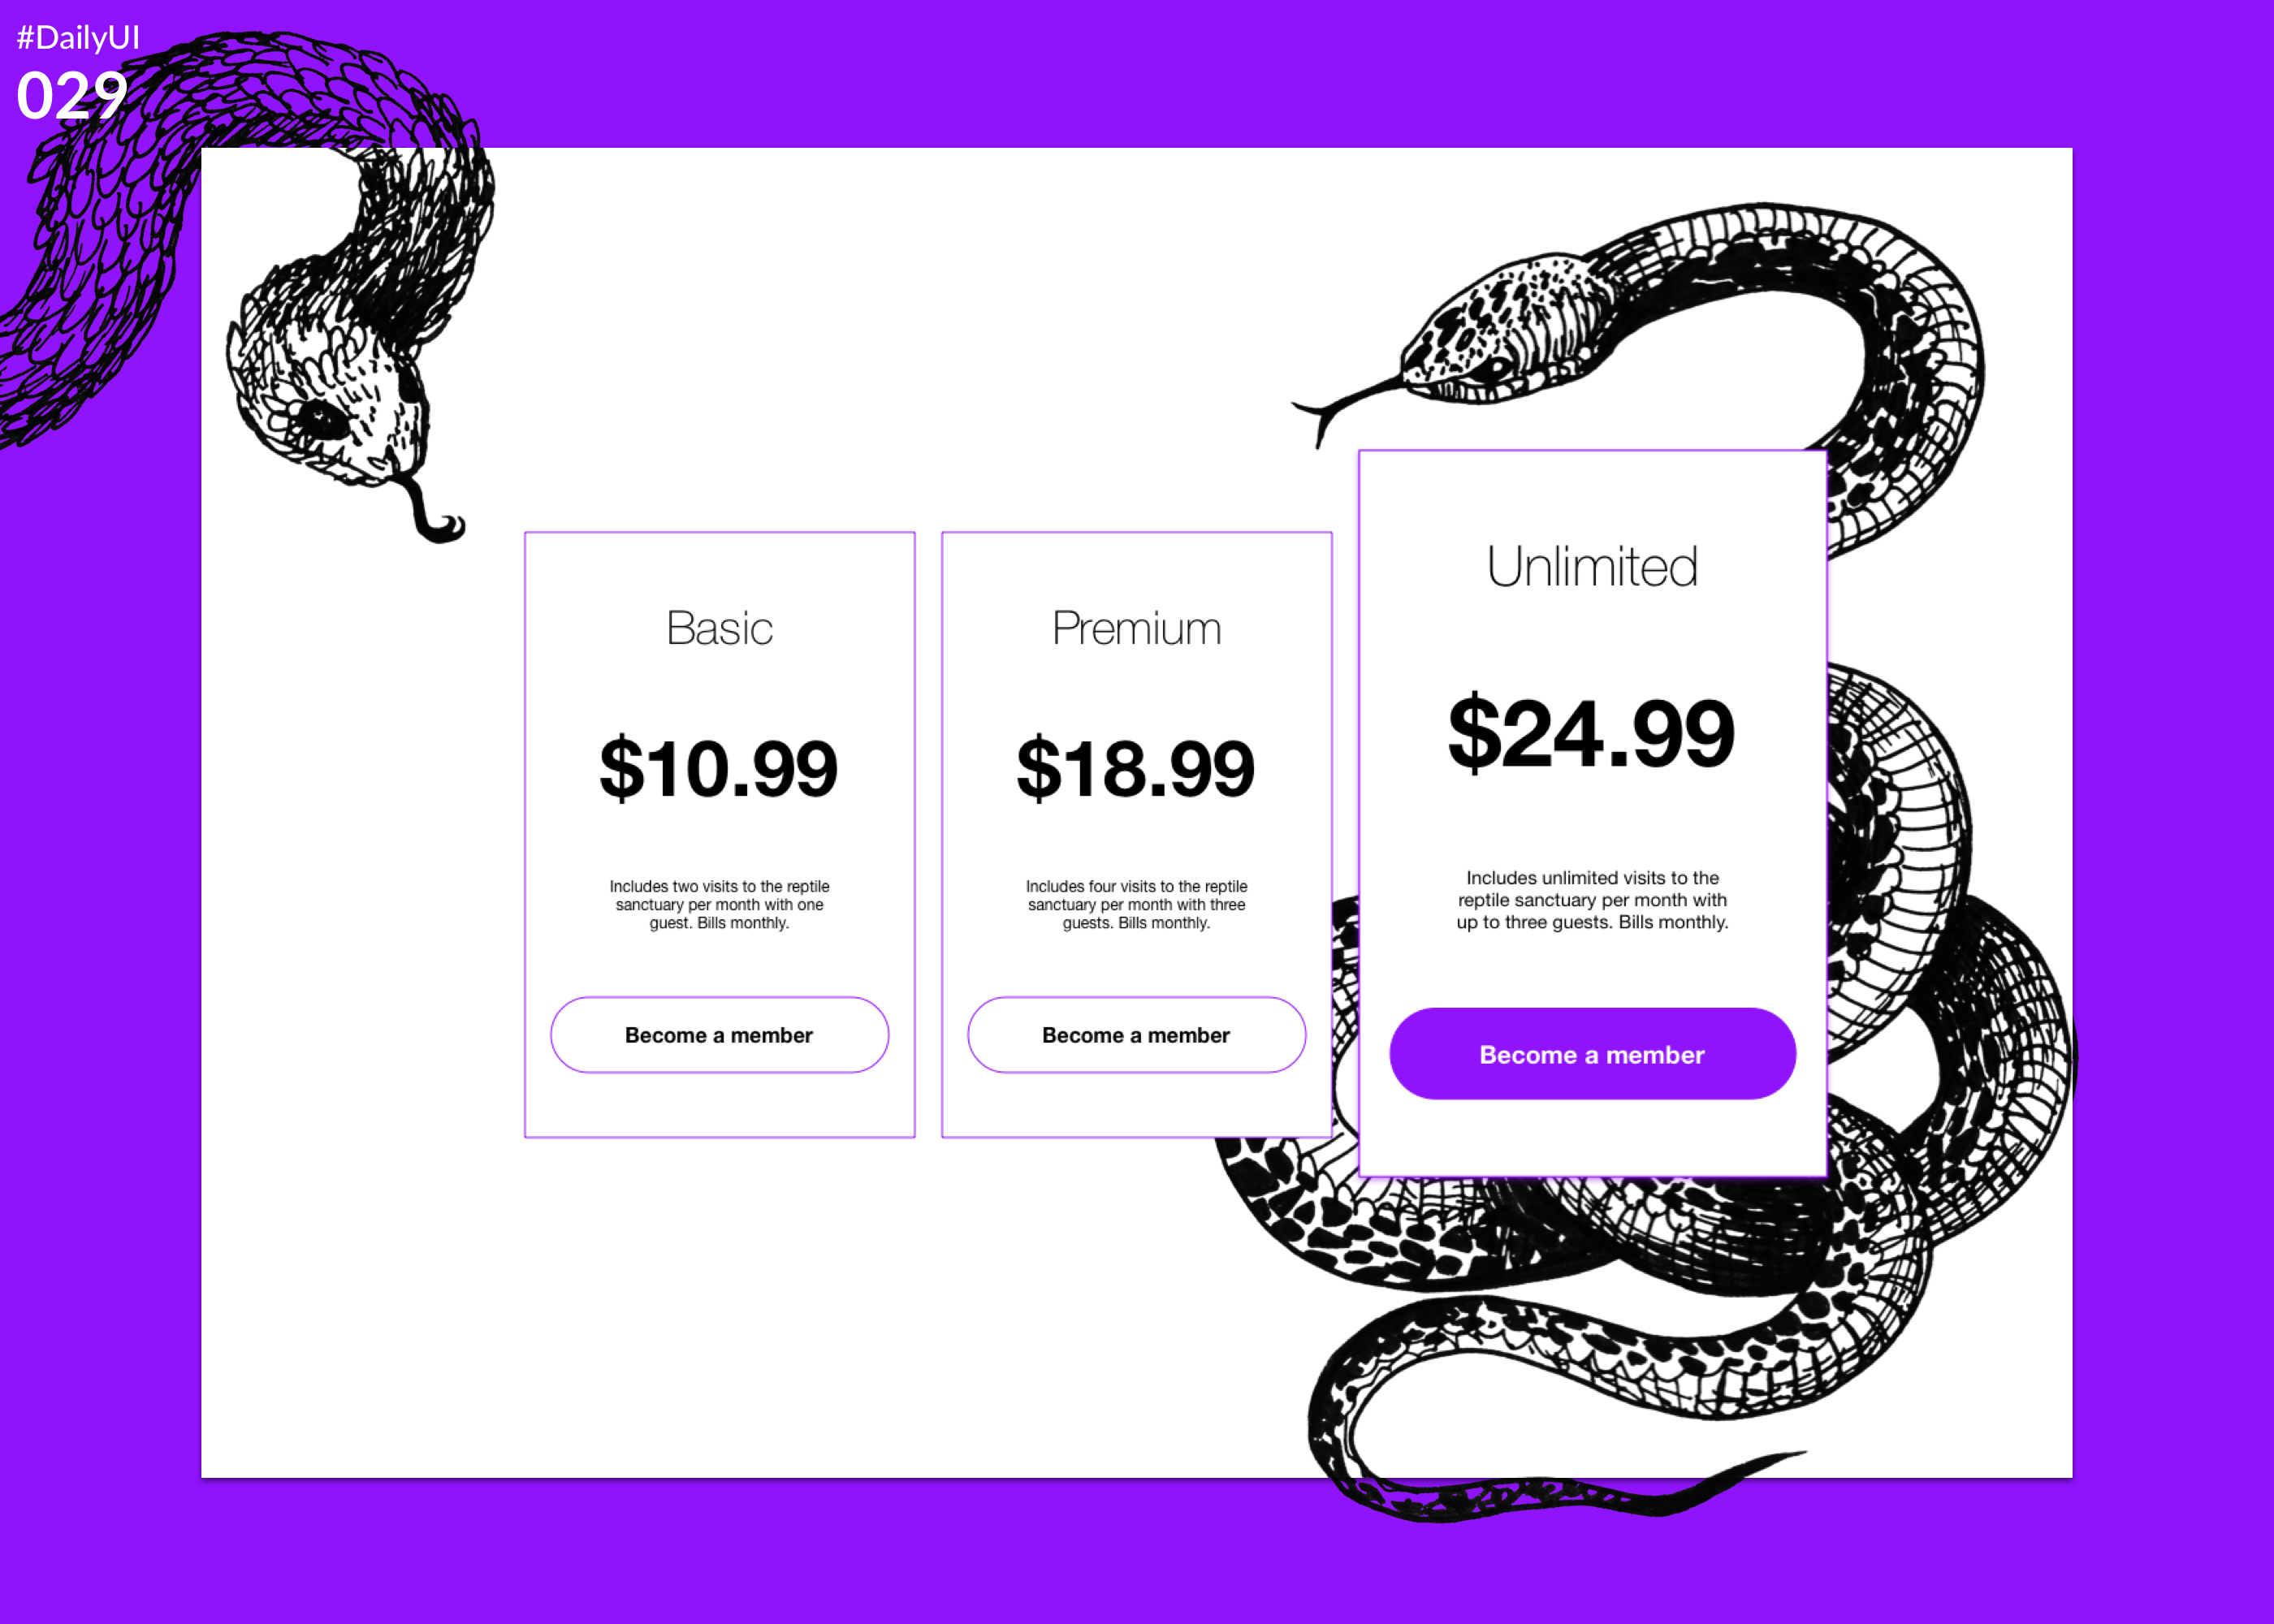 #DailyUI
029
Basic
$10.99
Includes two visits to the reptile
sanctuary per month with one
guest. Bills monthly.
Become a member
Premium
$18.99
Includes four visits to the reptile
sanctuary per month with three
guests. Bills monthly.
Become a member
Unlimited
$24.99
Includes unlimited visits to the
reptile sanctuary per month with
up to three guests. Bills monthly.
Become a member